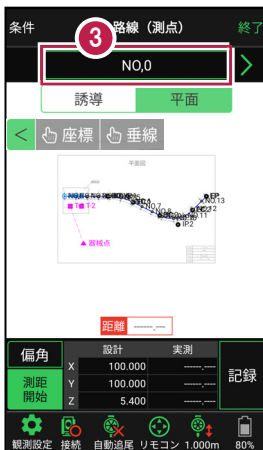 条件
3
路線（測点）
終了
NO,0
誘導
平面
座標
垂線
平面図
NO.7
NO.8
NO.11
NO.13
EP
IP.2
T-2
器械点
距離 ------.---
偏角
設計
実測
測距
開始
X 100.000 ------.---
Y 100.000 ------.---
Z 5.400 ------.---
記録
観測設定
接続
自動追尾
リモコン
1.000m
80%